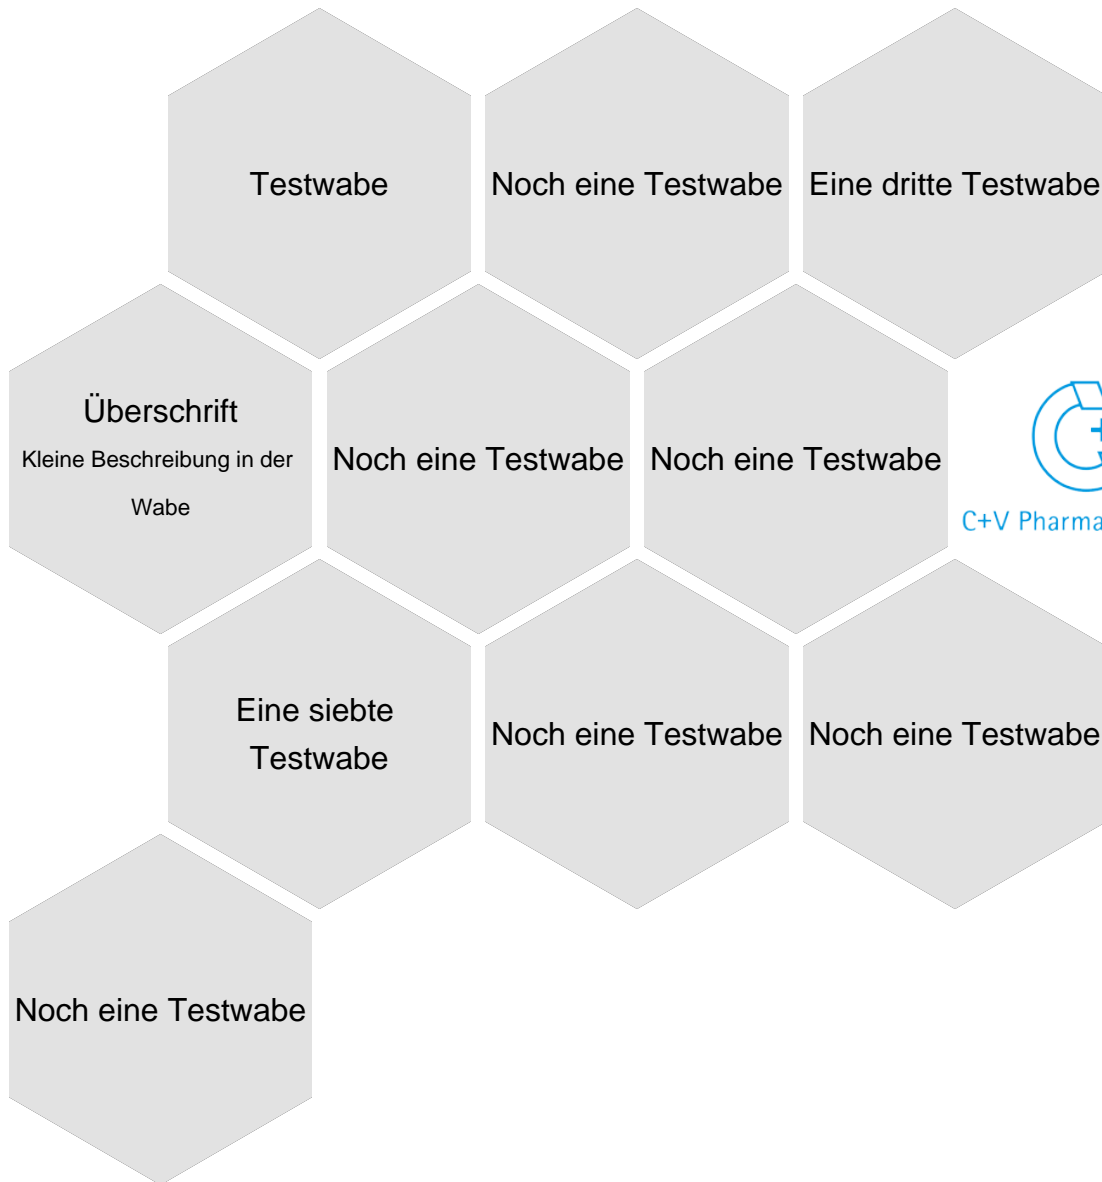 Testwabe
Noch eine Testwabe
Eine dritte Testwabe
Überschrift
Kleine Beschreibung in der
Wabe
Noch eine Testwabe
Noch eine Testwabe
C+V Pharma
Eine siebte
Testwabe
Noch eine Testwabe
Noch eine Testwabe
Noch eine Testwabe